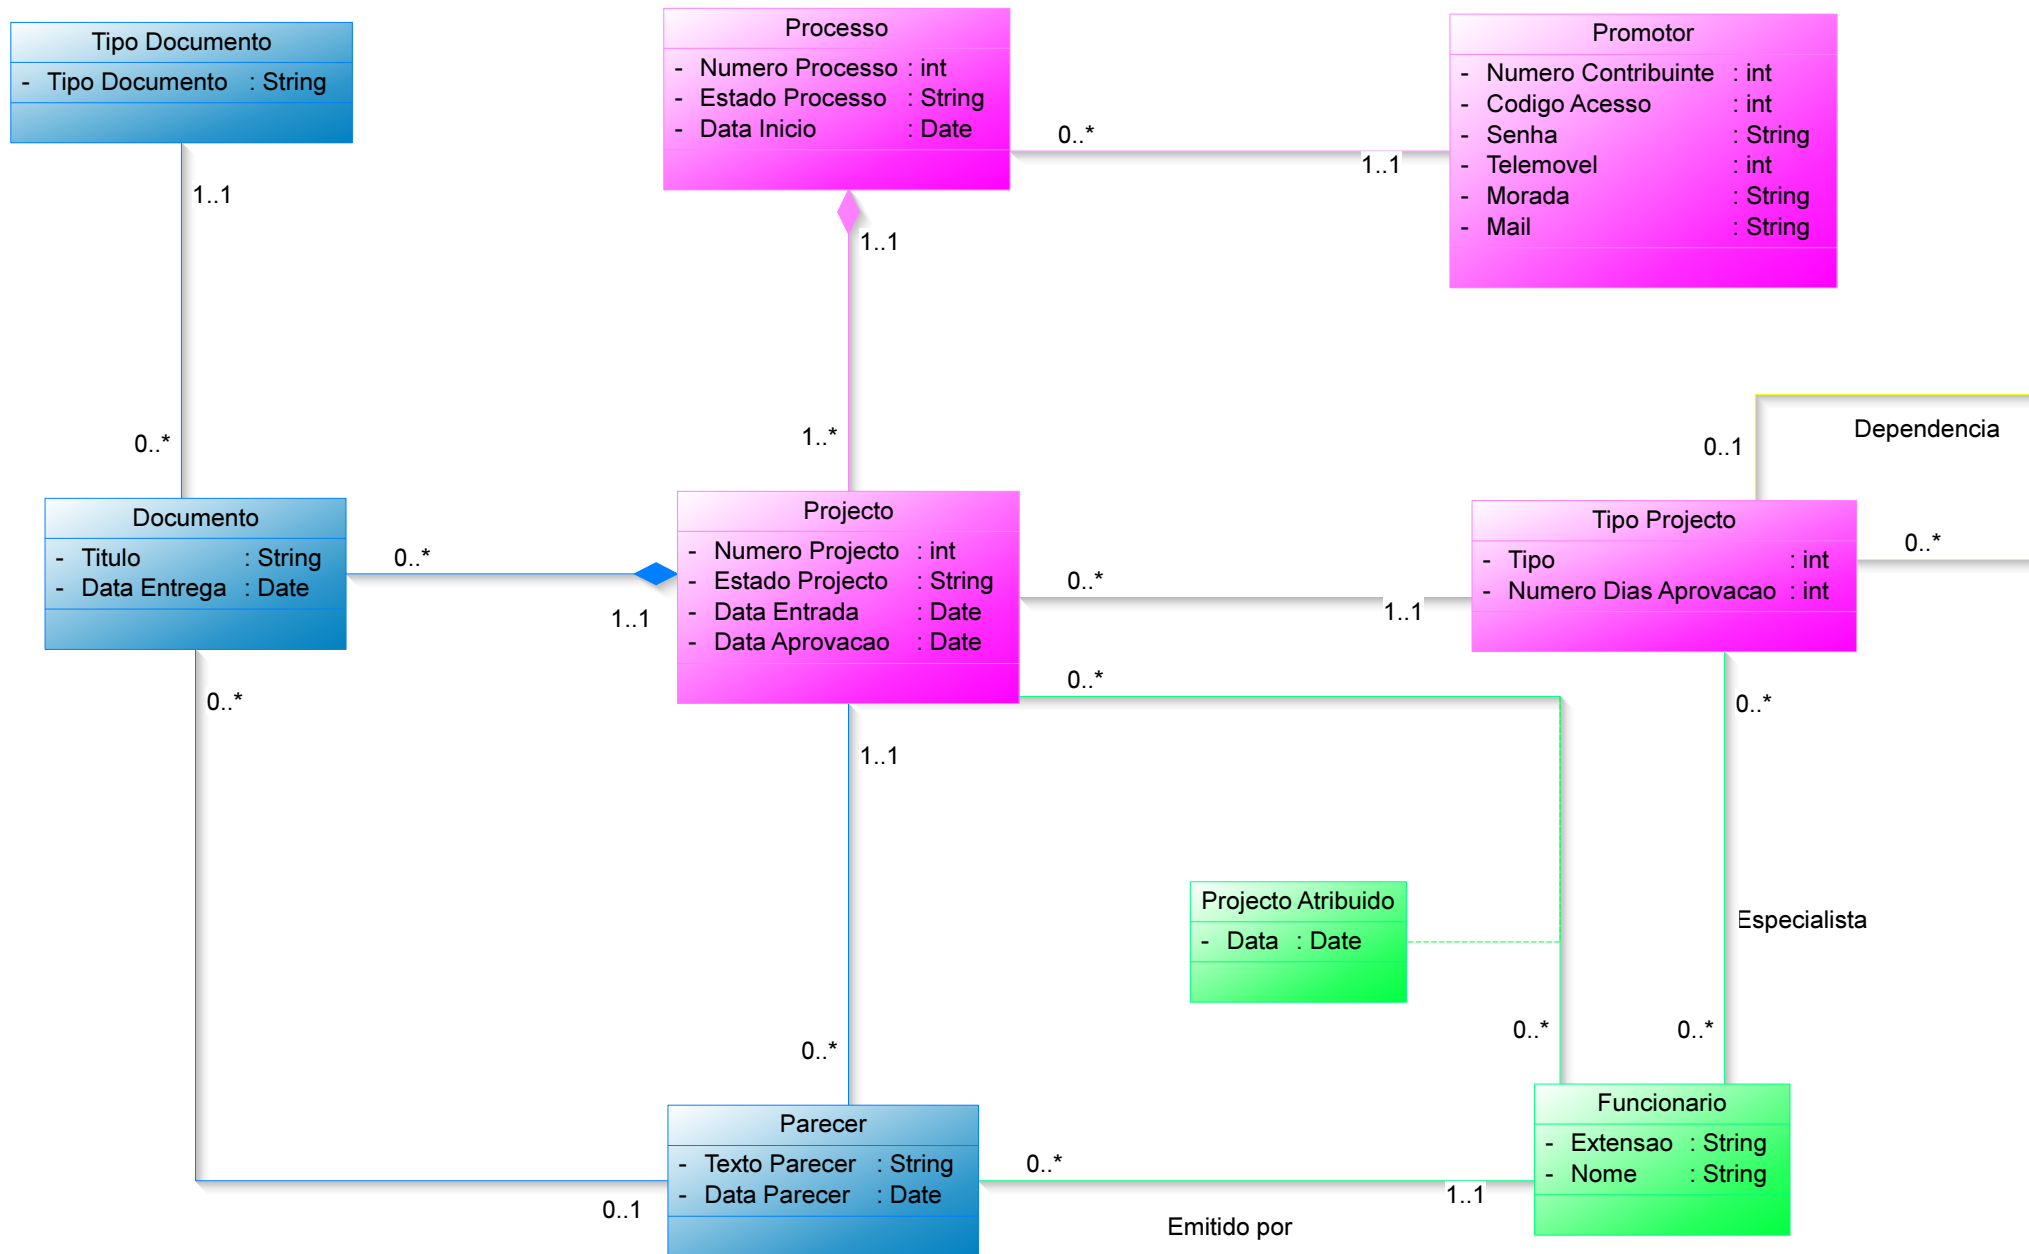 Tipo Documento
- Tipo Documento : String
Processo
- Numero Processo : int
- Estado Processo : String
- Data Inicio : Date
Promotor
- Numero Contribuinte : int
- Codigo Acesso : int
- Senha : String
- Telemovel : int
- Morada : String
- Mail : String
0..*
1..1
1..1
1..1
0..*
1..*
0..1
Dependencia
0..*
Documento
- Titulo : String
- Data Entrega : Date
0..*
1..1
Projecto
- Numero Projecto : int
- Estado Projecto : String
- Data Entrada : Date
- Data Aprovacao : Date
0..*
1..1
Tipo Projecto
- Tipo : int
- Numero Dias Aprovacao : int
0..*
0..*
0..*
1..1
Projecto Atribuido
- Data : Date
Especialista
0..*
0..*
0..*
Parecer
- Texto Parecer : String
- Data Parecer : Date
0..1
0..*
1..1
Emitido por
Funcionario
- Extensao : String
- Nome : String